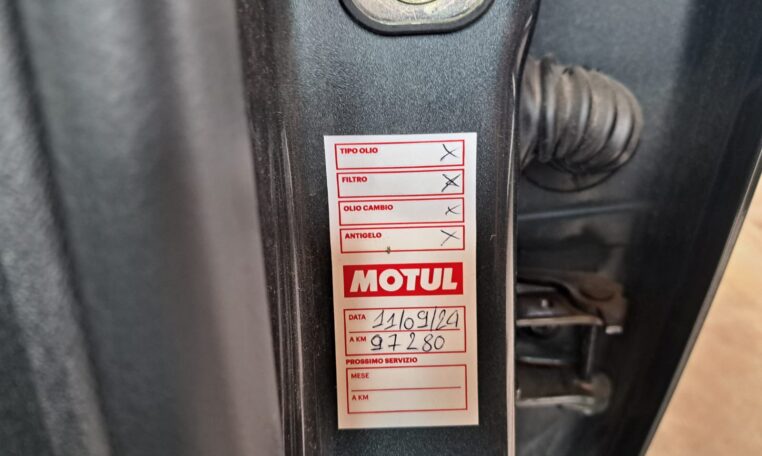 TIPO OLIO X
FILTRO X
OLIO CAMBIO X
ANTIGELO X
MOTUL
DATA 11/09/24
A KM 97280
PROSSIMO SERVIZIO
MESE
A KM